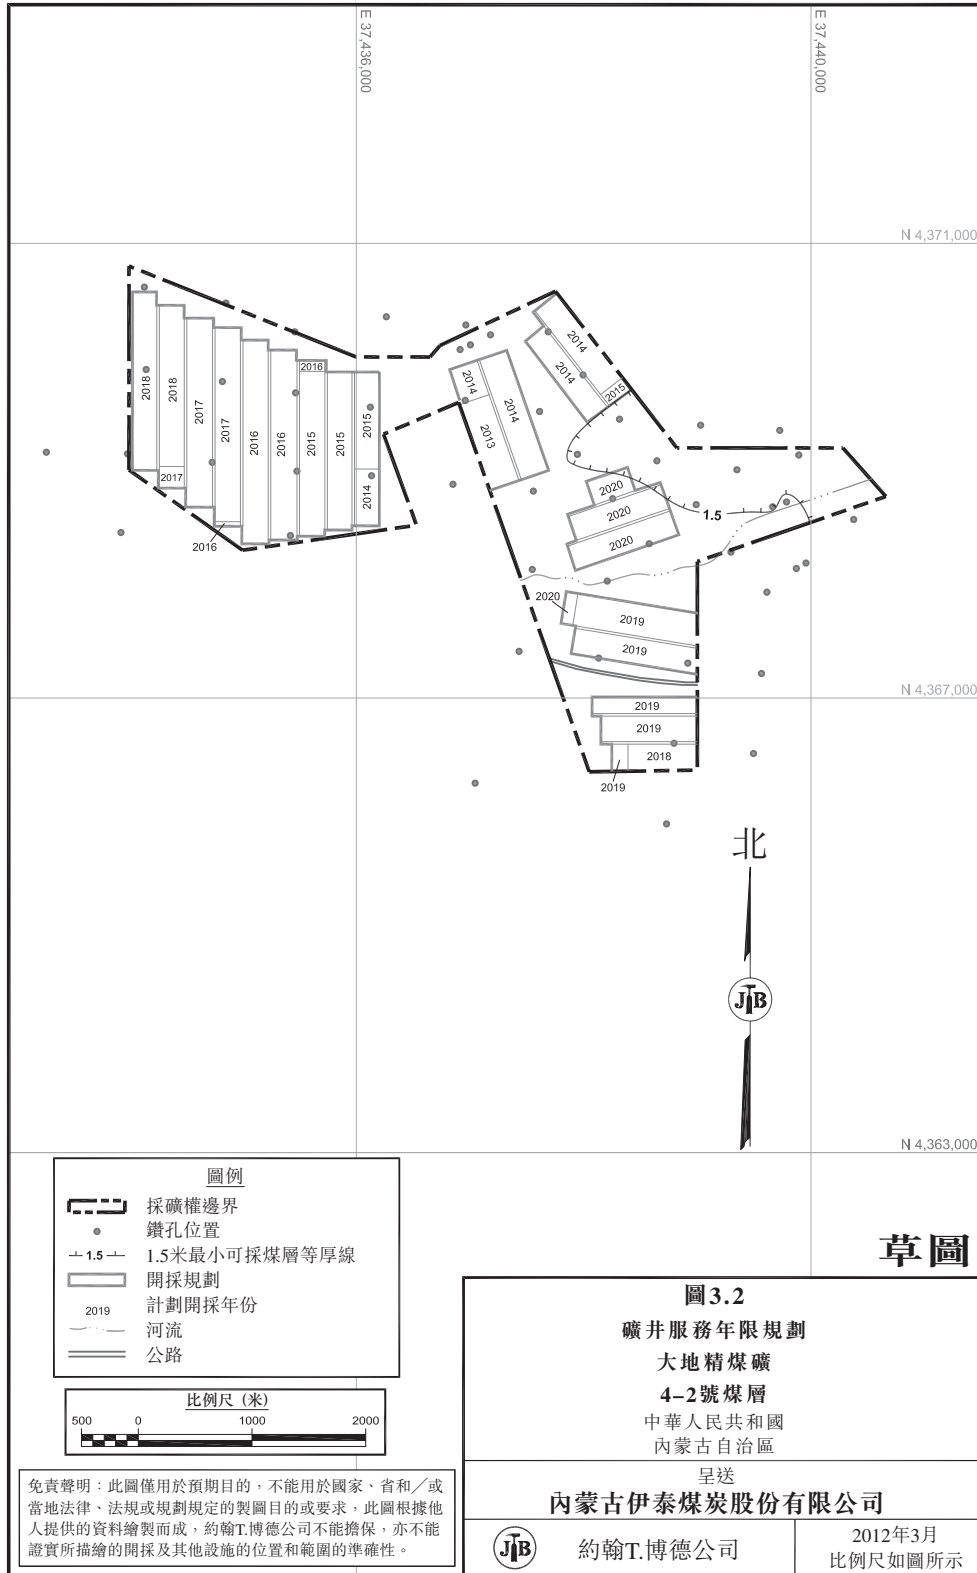 E 37,436,000
E 37,440,000
N 4,371,000
2014
2014
2015
2016
2014
2014
2013
2018
2018
2017
2017
2016
2016
2015
2015
2015
2017
2014
2016
2020
1.5
2020
2020
2020
2019
2019
N 4,367,000
2019
2019
2018
2019
北
JTB
N 4,363,000
圖例
採礦權邊界
鑽孔位置
1.5 1.5米最小可採煤層等厚線
開採規劃
2019 計劃開採年份
河流
公路
草圖
比例尺 (米)
500 0 1000 2000
圖3.2
礦井服務年限規劃
大地精煤礦
4–2號煤層
中華人民共和國
內蒙古自治區
呈送
內蒙古伊泰煤炭股份有限公司
JTB 約翰T.博德公司
2012年3月
比例尺如圖所示
免責聲明：此圖僅用於預期目的，不能用於國家、省和／或
當地法律、法規或規劃規定的製圖目的或要求，此圖根據他
人提供的資料繪製而成，約翰T.博德公司不能擔保，亦不能
證實所描繪的開採及其他設施的位置和範圍的準確性。